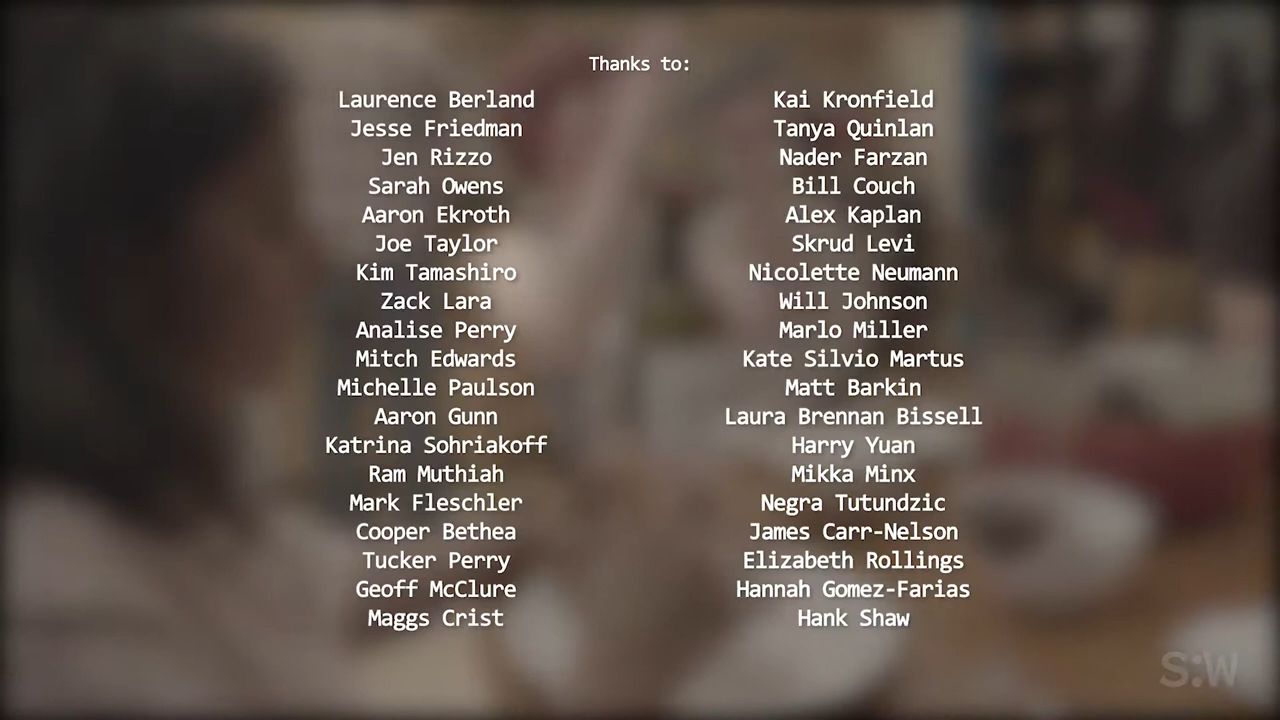 Thanks to:
Laurence Berland
Jesse Friedman
Jen Rizzo
Sarah Owens
Aaron Ekroth
Joe Taylor
Kim Tamashiro
Zack Lara
Analise Perry
Mitch Edwards
Michelle Paulson
Aaron Gunn
Katrina Sohriakoff
Ram Muthiah
Mark Fleschler
Cooper Bethea
Tucker Perry
Geoff McClure
Maggs Crist
Kai Kronfield
Tanya Quinlan
Nader Farzan
Bill Couch
Alex Kaplan
Skrud Levi
Nicolette Neumann
Will Johnson
Marlo Miller
Kate Silvio Martus
Matt Barkin
Laura Brennan Bissell
Harry Yuan
Mikka Minx
Negra Tutundzic
James Carr-Nelson
Elizabeth Rollings
Hannah Gomez-Farias
Hank Shaw
S:W